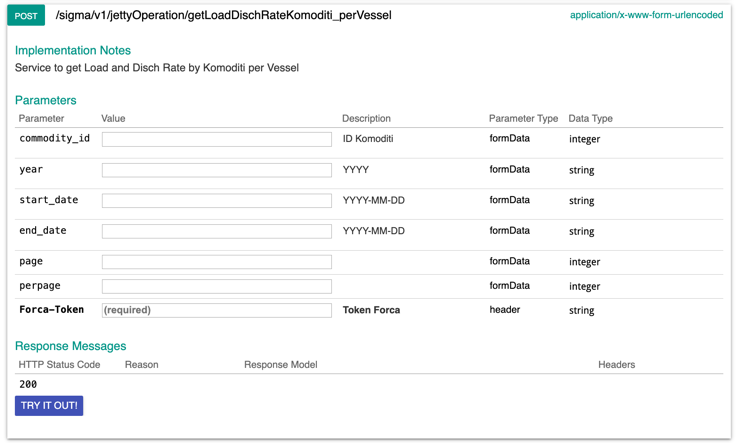 POST /sigma/v1/jettyOperation/getLoadDischRateKomoditi_perVessel application/x-www-form-urlencoded
Implementation Notes
Service to get Load and Disch Rate by Komoditi per Vessel
Parameters
Parameter Value Description Parameter Type Data Type
commodity_id ID Komoditi formData integer
year YYYY formData string
start_date YYYY-MM-DD formData string
end_date YYYY-MM-DD formData string
page formData integer
perpage formData integer
Forca-Token (required) Token Forca header string
Response Messages
HTTP Status Code Reason Response Model Headers
200
TRY IT OUT!